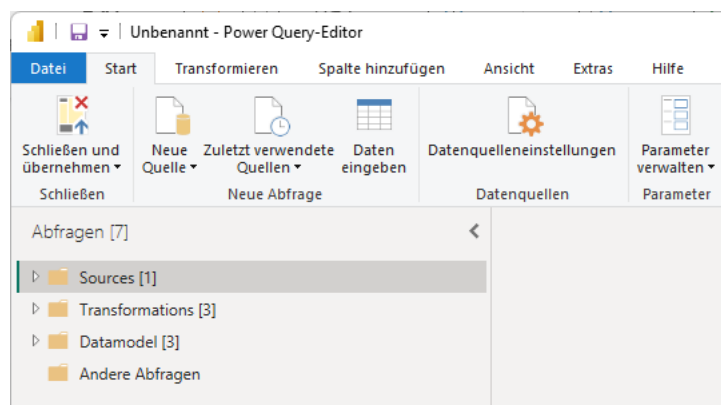 Unbenannt - Power Query-Editor
Datei Start Transformieren Spalte hinzufügen Ansicht Extras Hilfe
Schließen und übernehmen
Neue Quelle
Zuletzt verwendete Quellen
Daten eingeben
Datenquelleneinstellungen
Parameter verwalten
Schließen Neue Abfrage Datenquellen Parameter
Abfragen [7]
Sources [1]
Transformations [3]
Datamodel [3]
Andere Abfragen